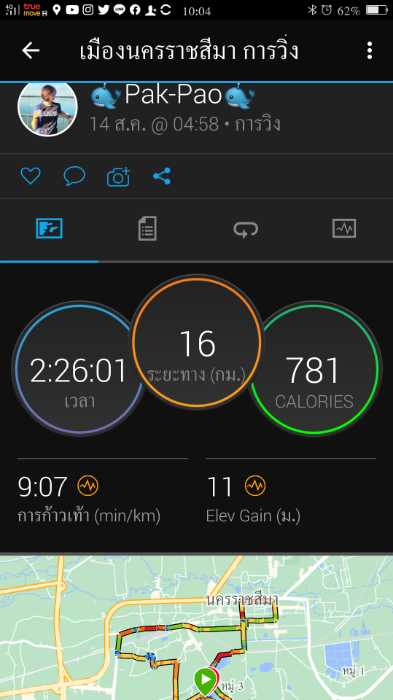 4G true
move H 10:04 62%
เมืองนครราชสีมา การวิ่ง
Pak-Pao
14 ส.ค. @ 04:58 • การวิ่ง
2:26:01
เวลา
16
ระยะทาง (กม.)
781
CALORIES
9:07
การก้าวเท้า (min/km)
11
Elev Gain (ม.)
นครราชสีมา
หมู่ 3
หมู่ 1